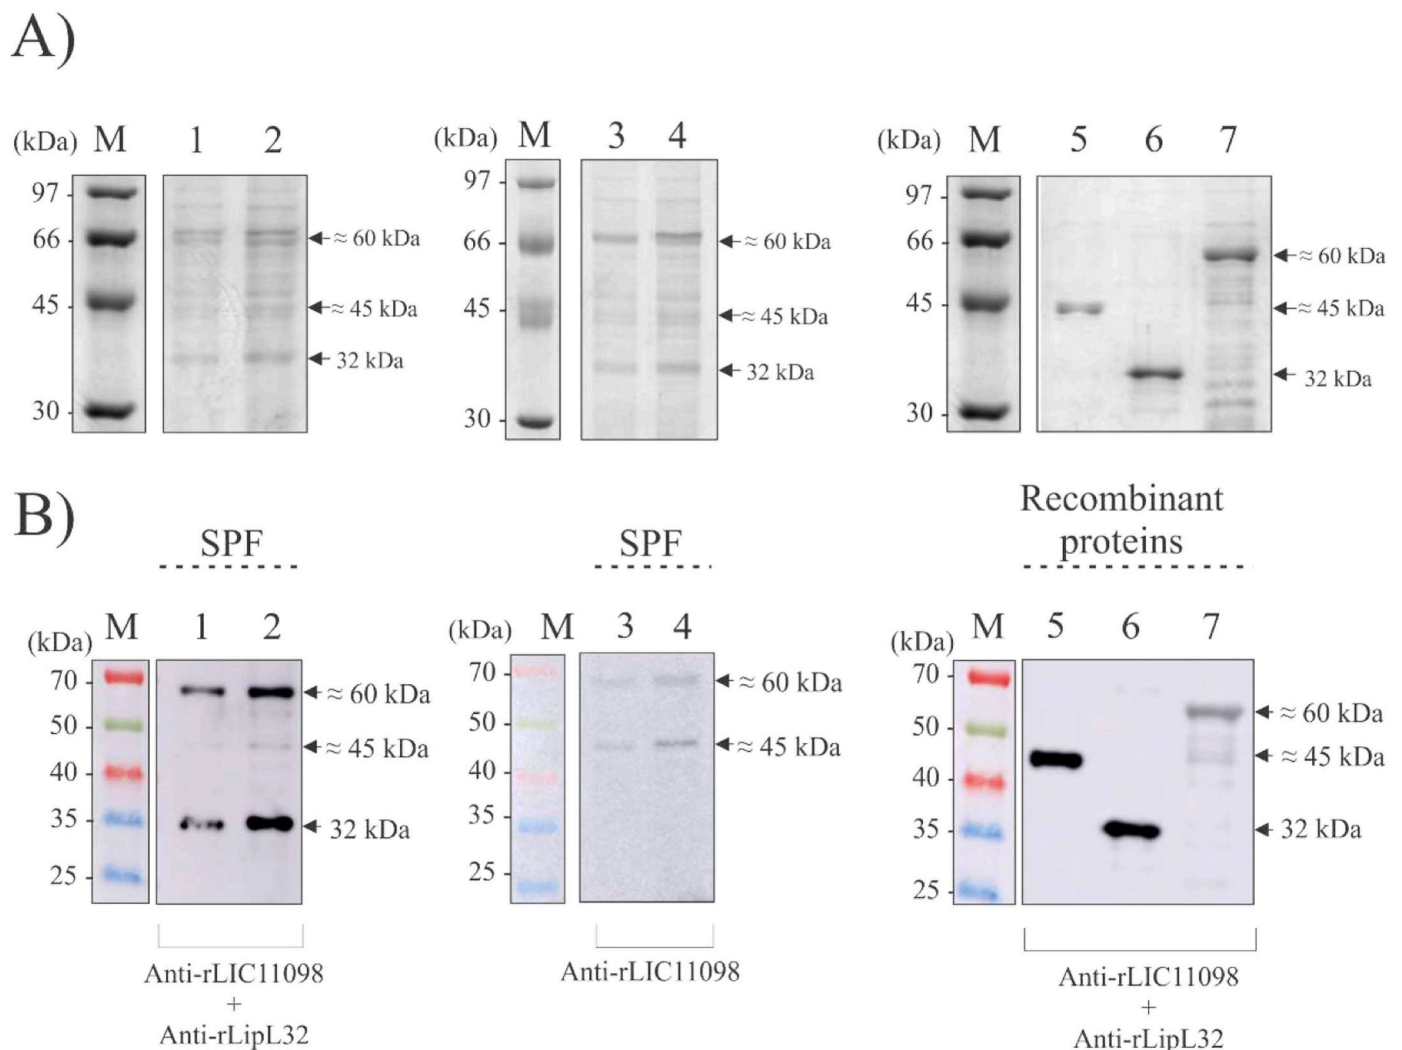 A)
(kDa) M 1 2
97
66
45
30
≈ 60 kDa
≈ 45 kDa
32 kDa
(kDa) M 3 4
97
66
45
30
≈ 60 kDa
≈ 45 kDa
32 kDa
(kDa) M 5 6 7
97
66
45
30
≈ 60 kDa
≈ 45 kDa
32 kDa
B)
SPF
(kDa) M 1 2
70
50
40
35
25
≈ 60 kDa
≈ 45 kDa
32 kDa
Anti-rLIC11098
+
Anti-rLipL32
SPF
(kDa) M 3 4
70
50
40
35
25
≈ 60 kDa
≈ 45 kDa
Anti-rLIC11098
Recombinant
proteins
(kDa) M 5 6 7
70
50
40
35
25
≈ 60 kDa
≈ 45 kDa
32 kDa
Anti-rLIC11098
+
Anti-rLipL32